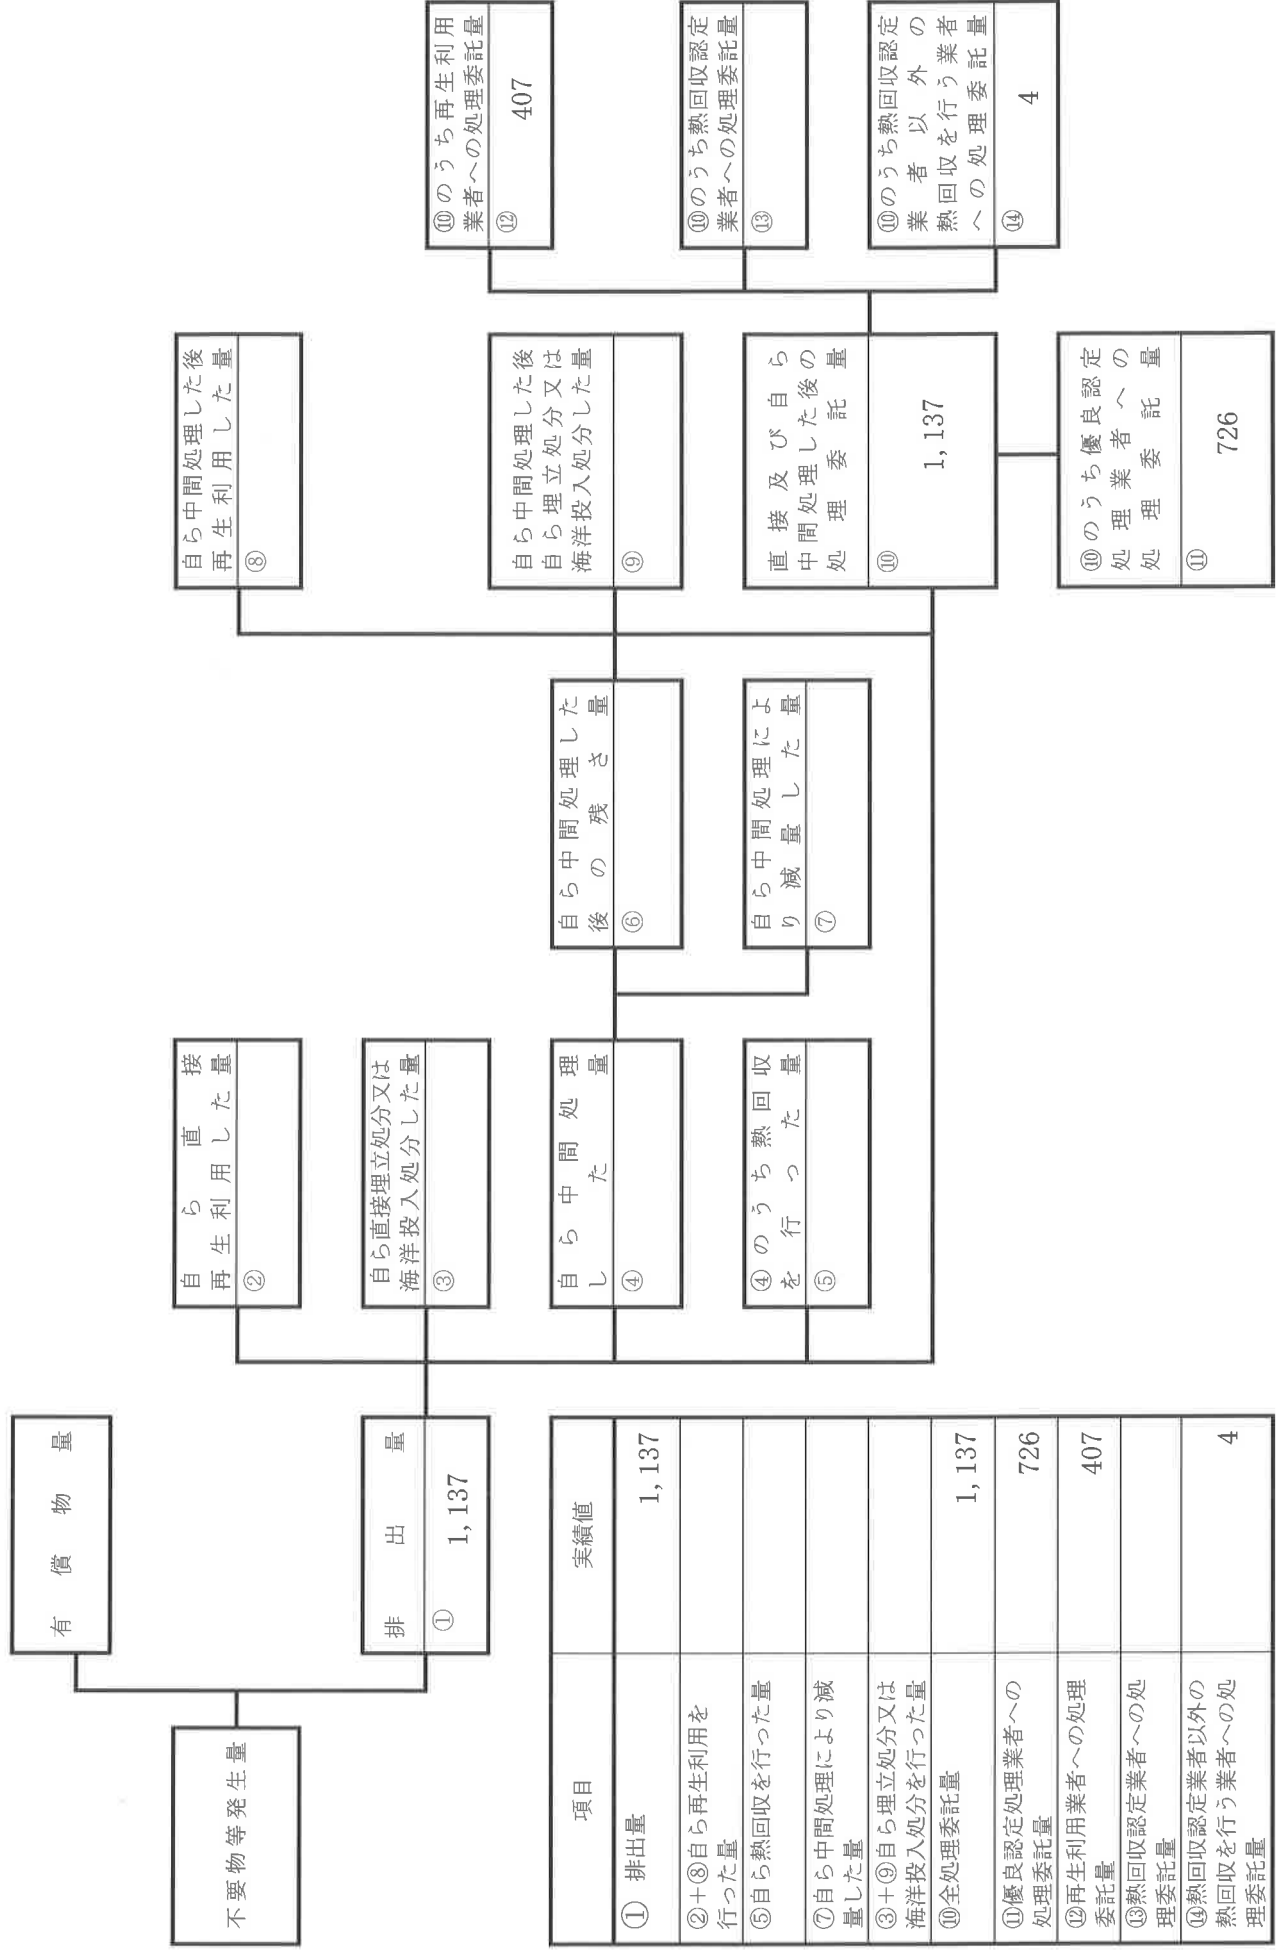 不要物等発生量
有償物量
排出量
① 1,137
自ら直接
再生利用した量
②
自ら直接埋立処分又は
海洋投入処分した量
③
自ら中間処理
した量
④
④のうち熱回収
を行った量
⑤
自ら中間処理した
後の残さ量
⑥
自ら中間処理によ
り減量した量
⑦
自ら中間処理した後
再生利用した量
⑧
自ら中間処理した後
自ら埋立処分又は
海洋投入処分した量
⑨
直接及び自ら
中間処理した後の
処理委託量
⑩ 1,137
⑩のうち優良認定
処理業者への
処理委託量
⑪ 726
⑩のうち再生利用
業者への処理委託量
⑫ 407
⑩のうち熱回収認定
業者への処理委託量
⑬
⑩のうち熱回収認定
業者以外の
熱回収を行う業者
への処理委託量
⑭ 4
項目 実績値
① 排出量 1,137
②+⑧自ら再生利用を
行った量
⑤自ら熱回収を行った量
⑦自ら中間処理により減
量した量
③+⑨自ら埋立処分又は
海洋投入処分を行った量
⑩全処理委託量 1,137
⑪優良認定処理業者への
処理委託量 726
⑫再生利用業者への処理
委託量 407
⑬熱回収認定業者への処
理委託量
⑭熱回収認定業者以外の
熱回収を行う業者への処
理委託量 4